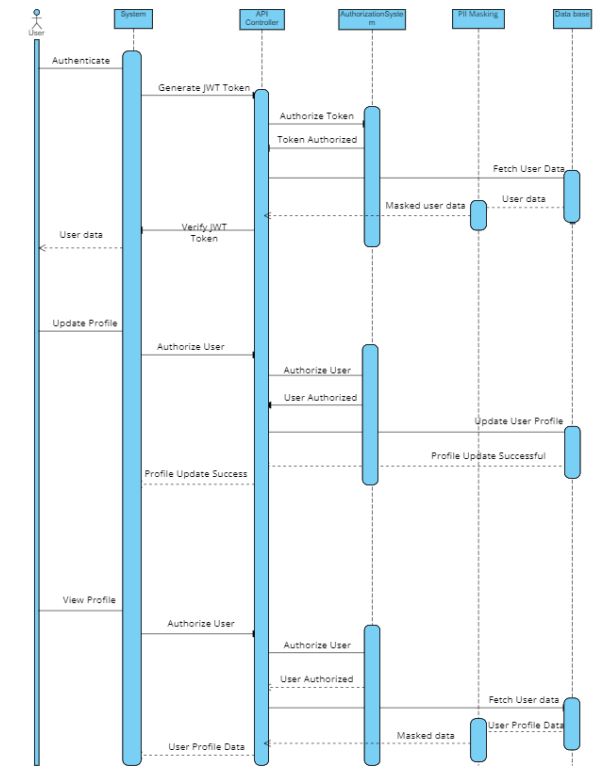 System
API
Controller
AuthorizationSyste
m
PII Masking
Data base
User
Authenticate
Generate JWT Token
Authorize Token
Token Authorized
Fetch User Data
User data
Masked user data
Verify JWT
Token
User data
Update Profile
Authorize User
Authorize User
User Authorized
Update User Profile
Profile Update Successful
Profile Update Success
View Profile
Authorize User
Authorize User
User Authorized
Fetch User data
User Profile Data
Masked data
User Profile Data